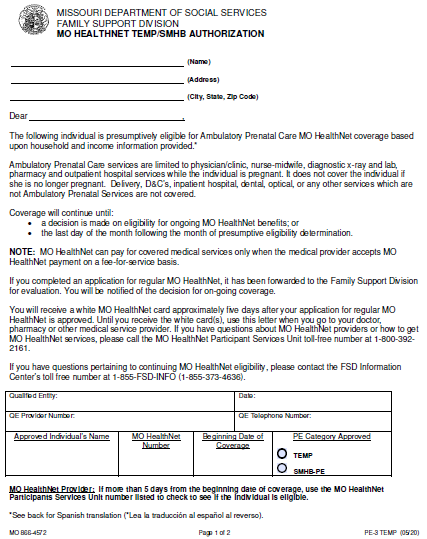 MISSOURI DEPARTMENT OF SOCIAL SERVICES
FAMILY SUPPORT DIVISION
MO HEALTHNET TEMP/SMHB AUTHORIZATION
(Name)
(Address)
(City, State, Zip Code)
Dear ,
The following individual is presumptively eligible for Ambulatory Prenatal Care MO HealthNet coverage based
upon household and income information provided.*
Ambulatory Prenatal Care services are limited to physician/clinic, nurse-midwife, diagnostic x-ray and lab,
pharmacy and outpatient hospital services while the individual is pregnant. It does not cover the individual if
she is no longer pregnant. Delivery, D&C's, inpatient hospital, dental, optical, or any other services which are
not Ambulatory Prenatal Services are not covered.
Coverage will continue until:
• a decision is made on eligibility for ongoing MO HealthNet benefits; or
• the last day of the month following the month of presumptive eligibility determination.
NOTE: MO HealthNet can pay for covered medical services only when the medical provider accepts MO
HealthNet payment on a fee-for-service basis.
If you completed an application for regular MO HealthNet, it has been forwarded to the Family Support Division
for evaluation. You will be notified of the decision for on-going coverage.
You will receive a white MO HealthNet card approximately five days after your application for regular MO
HealthNet is approved. Until you receive the white card(s), use this letter when you go to your doctor,
pharmacy or other medical service provider. If you have questions about MO HealthNet providers or how to get
MO HealthNet services, please call the MO HealthNet Participant Services Unit toll-free number at 1-800-392-
2161.
If you have questions pertaining to continuing MO HealthNet eligibility, please contact the FSD Information
Center's toll free number at 1-855-FSD-INFO (1-855-373-4636).
Qualified Entity: Date:
QE Provider Number: QE Telephone Number:
Approved Individual's Name MO HealthNet Number Beginning Date of Coverage PE Category Approved
TEMP
SMHB-PE
MO HealthNet Provider: If more than 5 days from the beginning date of coverage, use the MO HealthNet
Participants Services Unit number listed to check to see if the individual is eligible.
*See back for Spanish translation (*Lea la traducción al español al reverso).
MO 866-4572 Page 1 of 2 PE-3 TEMP (05/20)